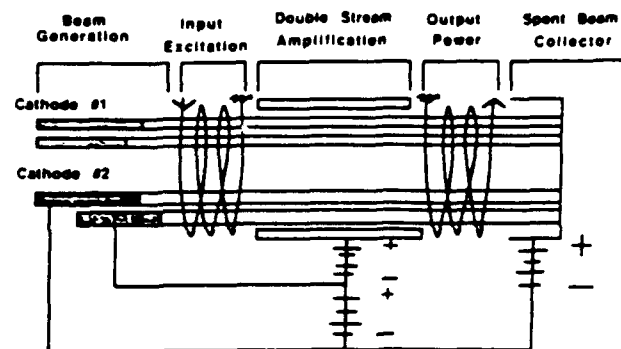 Beam
Generation
Input
Excitation
Double Stream
Amplification
Output
Power
Spent Beam
Collector
Cathode #1
Cathode #2
+
−
+
−
+
−